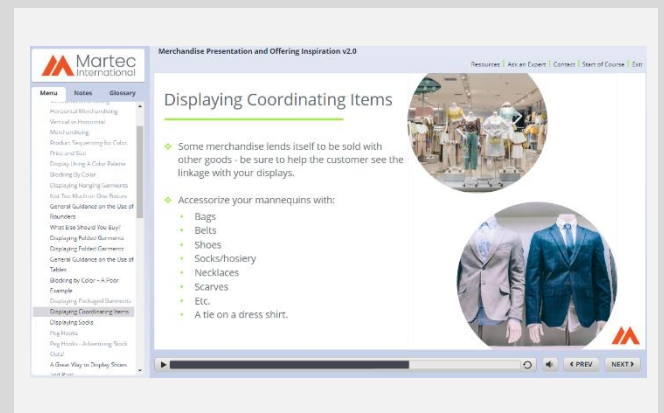 Martec
International
Merchandise Presentation and Offering Inspiration v2.0
Resources | Ask an Expert | Contact | Start of Course | Exit
Menu Notes Glossary
Horizontal Merchandising
Vertical vs Horizontal
Merchandising
Product Sequencing for Color,
Price and Size
Display Using A Color Palette
Blocking By Color
Displaying Hanging Garments
Not Too Much on One Fixture
General Guidance on the Use of
Rounders
What Else Should You Buy?
Displaying Folded Garments
Displaying Folded Garments
General Guidance on the Use of
Tables
Blocking by Color – A Poor
Example
Displaying Packaged Garments
Displaying Coordinating Items
Displaying Socks
Peg Hooks
Peg Hooks - Advertising Stock
Outs!
A Great Way to Display Shoes
Displaying Coordinating Items
Some merchandise lends itself to be sold with
other goods - be sure to help the customer see the
linkage with your displays.
Accessorize your mannequins with:
Bags
Belts
Shoes
Socks/hosiery
Necklaces
Scarves
Etc.
A tie on a dress shirt.
PREV
NEXT